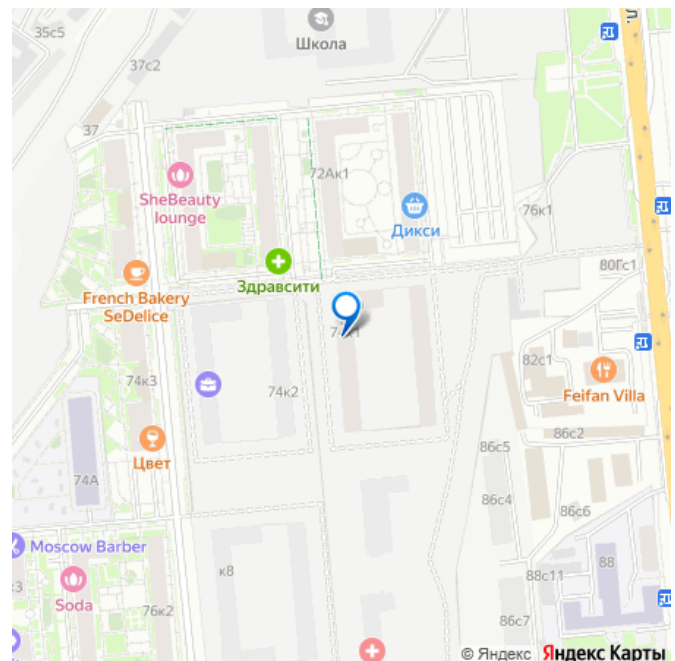 35с5
Школа
ул.
37с2
37
SheBeauty
lounge
72Ак1
Дикси
76к1
Здравсити
80Гс1
French Bakery
SeDelice
82с1
74к3
74к2
Feifan Villa
86с2
Цвет
86с5
74А
86с4
86с6
Moscow Barber
к8
88с11
88
Soda
76к2
86с7
© Яндекс Яндекс Карты